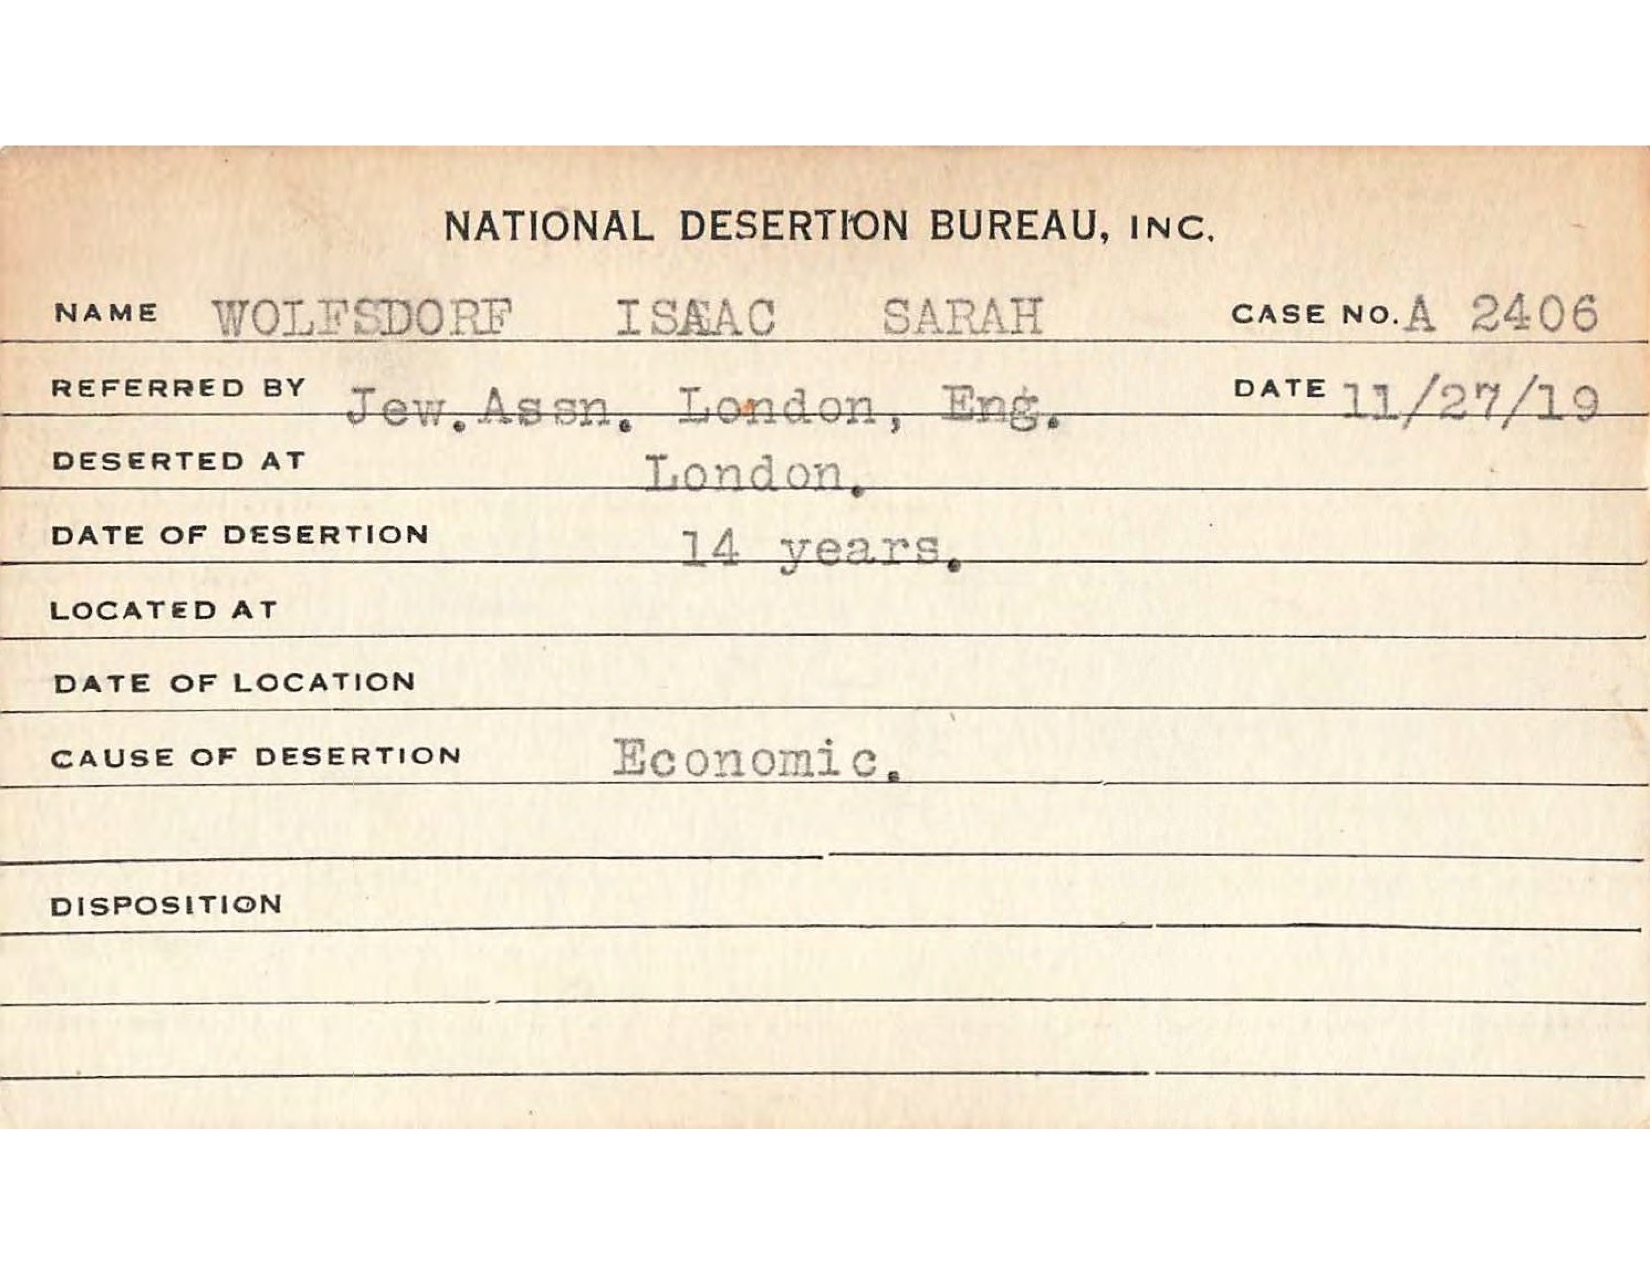 NATIONAL DESERTION BUREAU, INC.
NAME WOLFSDORF ISAAC SARAH CASE NO. A 2406
REFERRED BY Jew. Assn. London, Eng. DATE 11/27/19
DESERTED AT London.
DATE OF DESERTION 14 years.
LOCATED AT
DATE OF LOCATION
CAUSE OF DESERTION Economic.
DISPOSITION